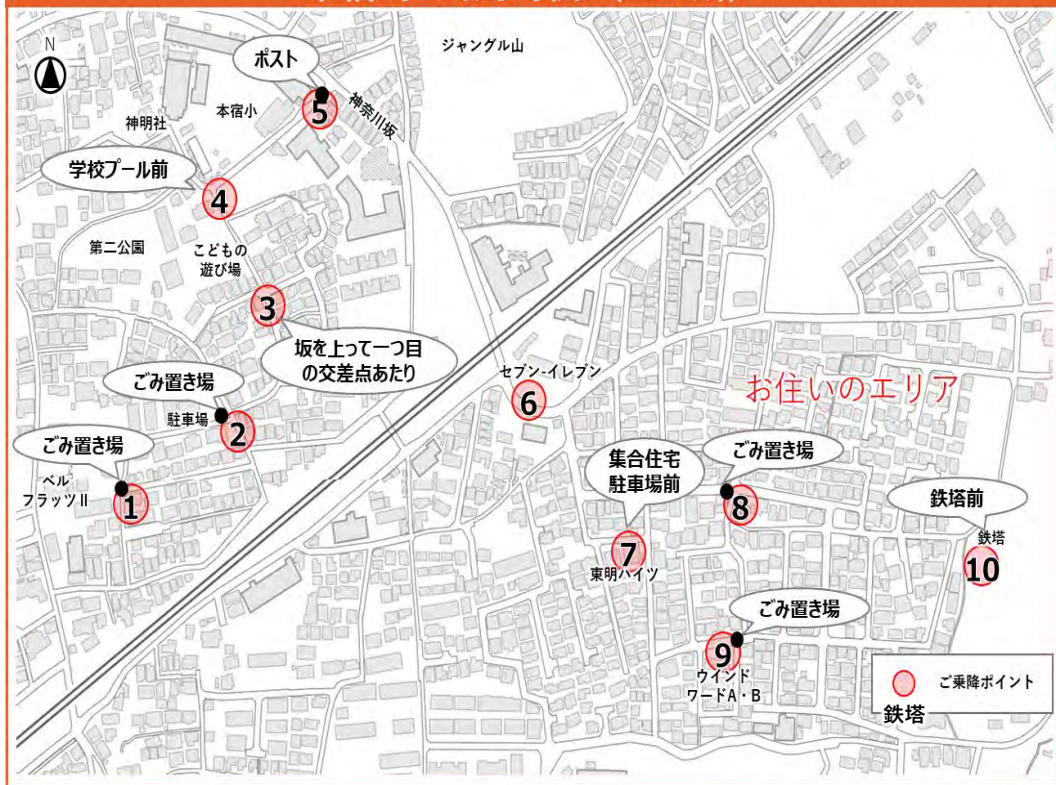 N
ジャングル山
ポスト
5
神奈川坂
本宿小
神明社
学校プール前
4
第二公園
こどもの
遊び場
3
坂を上って一つ目
の交差点あたり
ごみ置き場
駐車場
2
ごみ置き場
ベル
フラッツⅡ
1
セブン-イレブン
6
お住いのエリア
集合住宅
駐車場前
7
東明ハイツ
ごみ置き場
8
鉄塔前
鉄塔
10
ごみ置き場
9
ウインド
ワードA・B
ご乗降ポイント
鉄塔